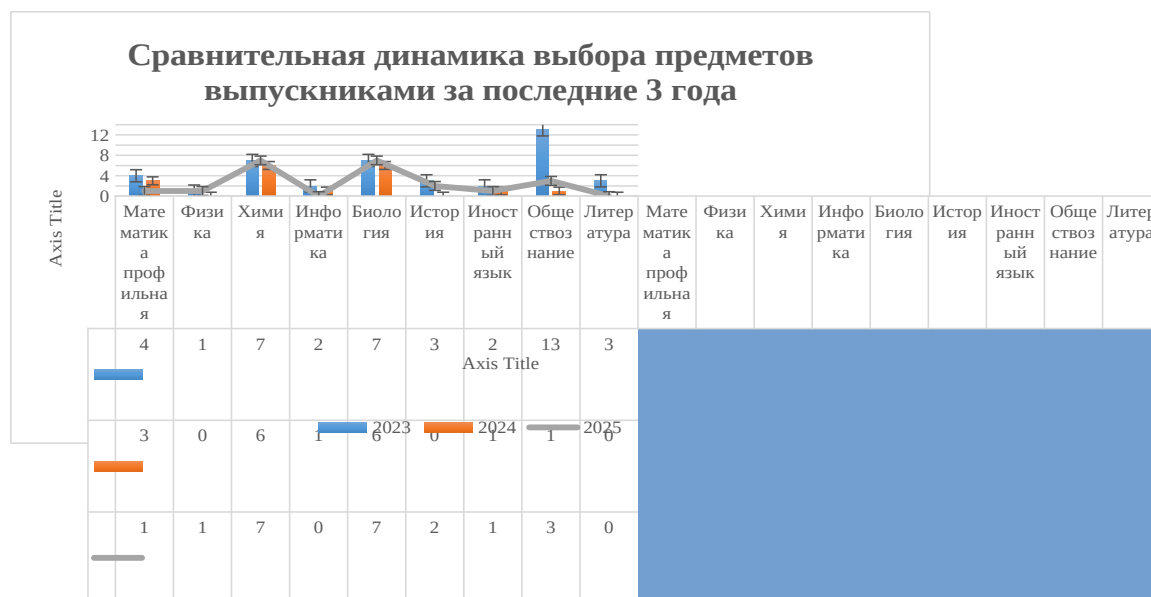 Сравнительная динамика выбора предметов
выпускниками за последние 3 года
12
8
4
0
Axis Title
Мате Физи Хими Инфо Биоло Истор Иност Обще Литер Мате Физи Хими Инфо Биоло Истор Иност Обще Литер
матик ка я рмати гия ия ранн ствоз атура матик ка я рмати гия ия ранн ствоз атура
а ка ый нание а ка ый нание
проф язык проф язык
ильна ильна
я я
4 1 7 2 7 3 2 13 3
Axis Title
2023 2024 2025
3 0 6 1 6 0 1 1 0
1 1 7 0 7 2 1 3 0